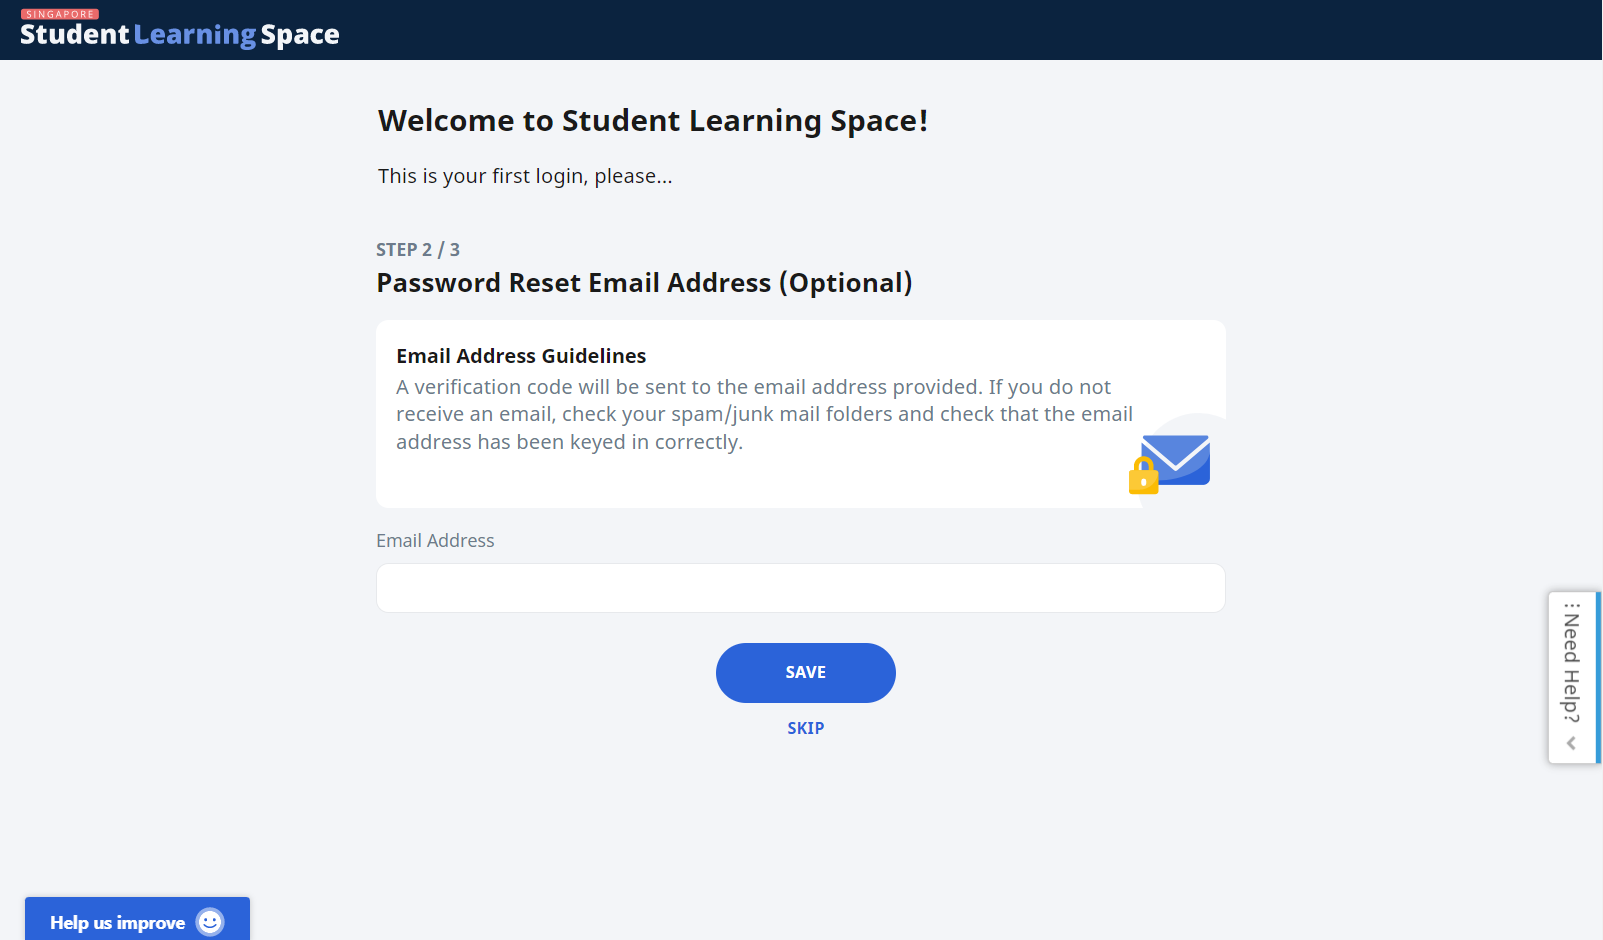 SINGAPORE
Student Learning Space
Welcome to Student Learning Space!
This is your first login, please...
STEP 2 / 3
Password Reset Email Address (Optional)
Email Address Guidelines
A verification code will be sent to the email address provided. If you do not
receive an email, check your spam/junk mail folders and check that the email
address has been keyed in correctly.
Email Address
SAVE
SKIP
Need Help?
Help us improve